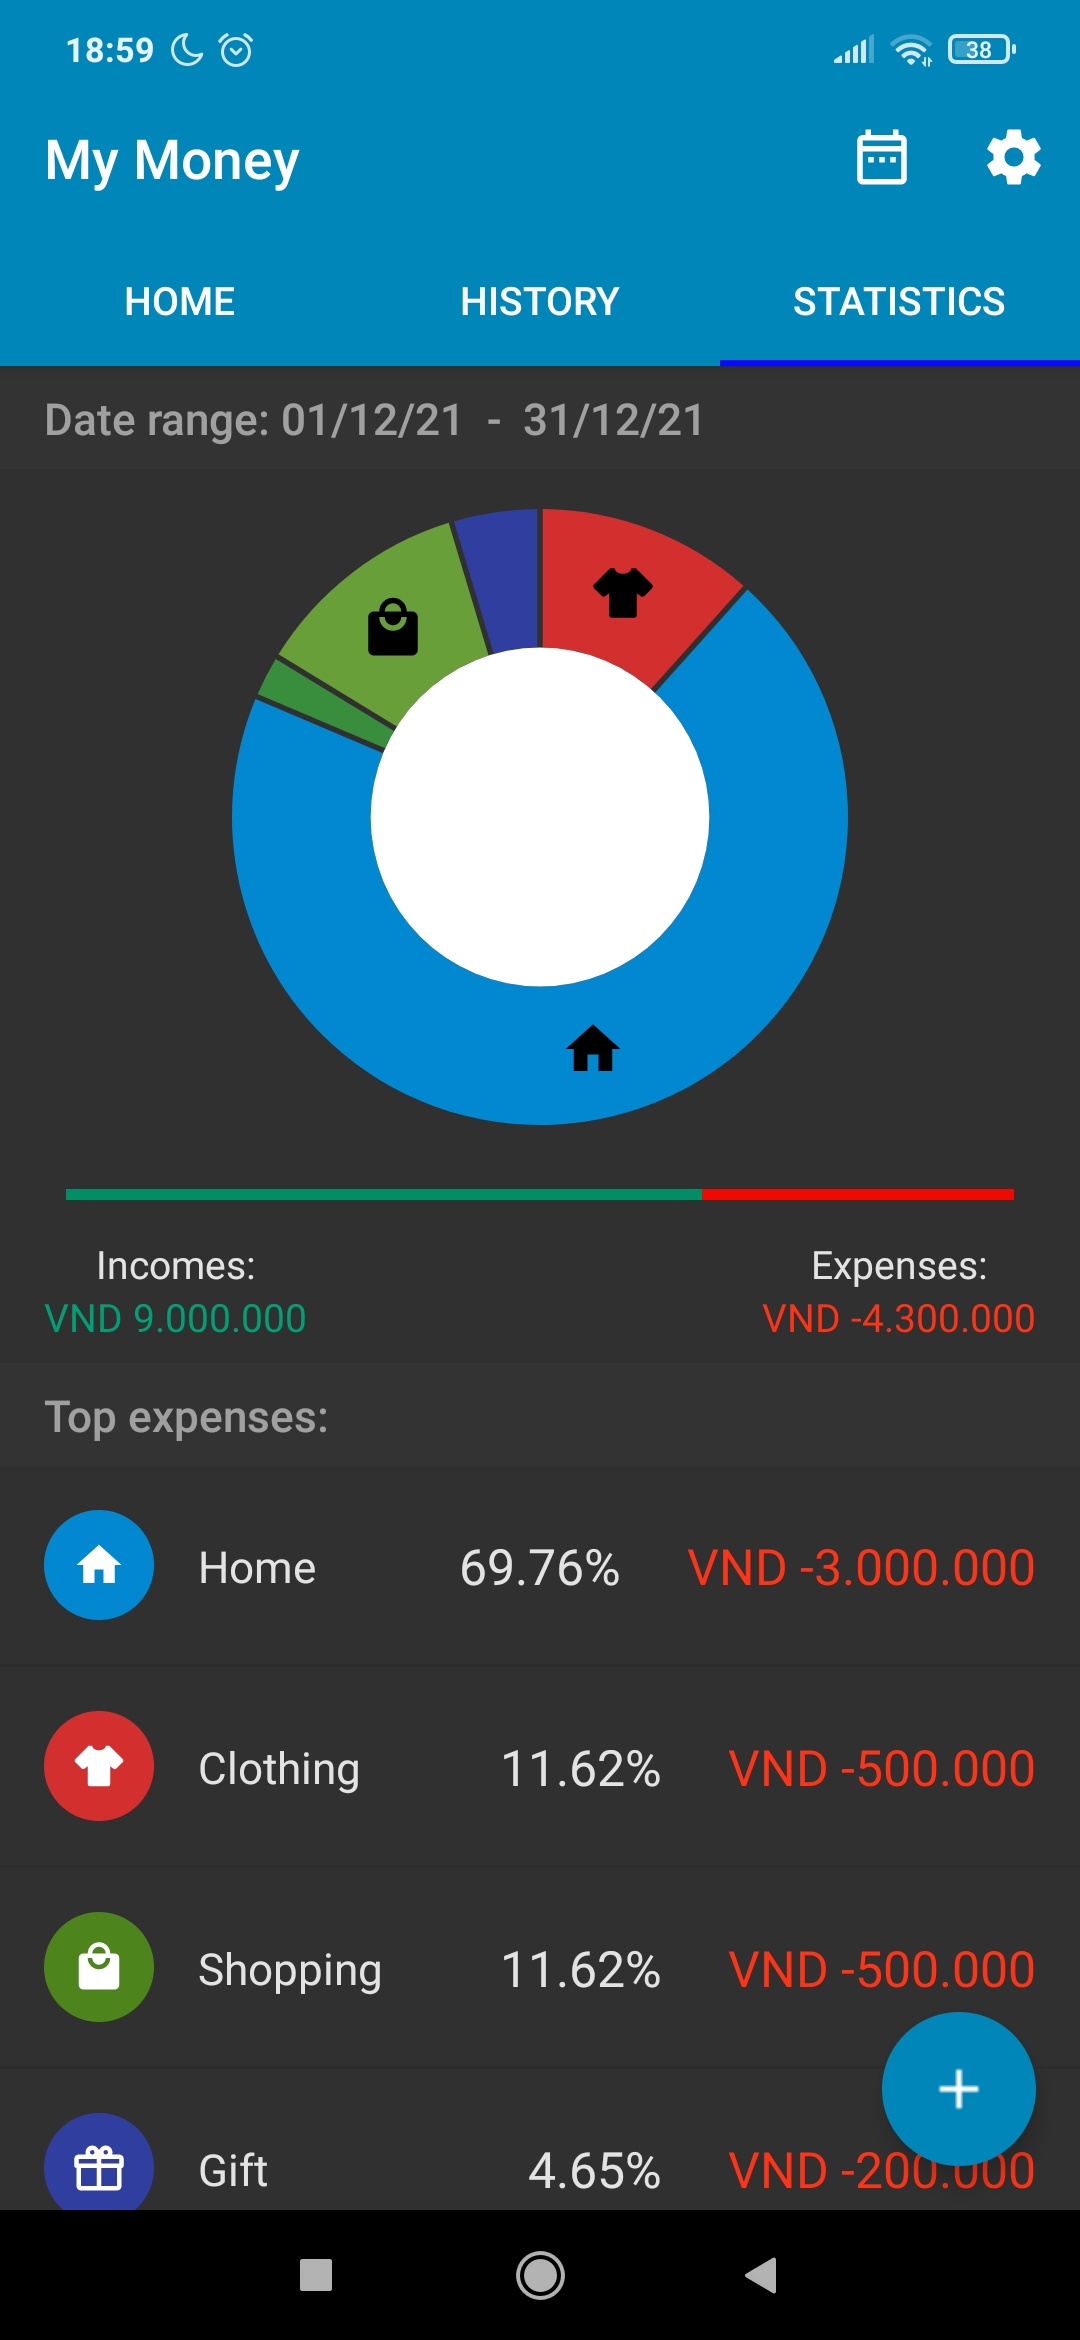 18:59 38
My Money
HOME HISTORY STATISTICS
Date range: 01/12/21 - 31/12/21
Incomes: Expenses:
VND 9.000.000 VND -4.300.000
Top expenses:
Home 69.76% VND -3.000.000
Clothing 11.62% VND -500.000
Shopping 11.62% VND -500.000
Gift 4.65% VND -200.000